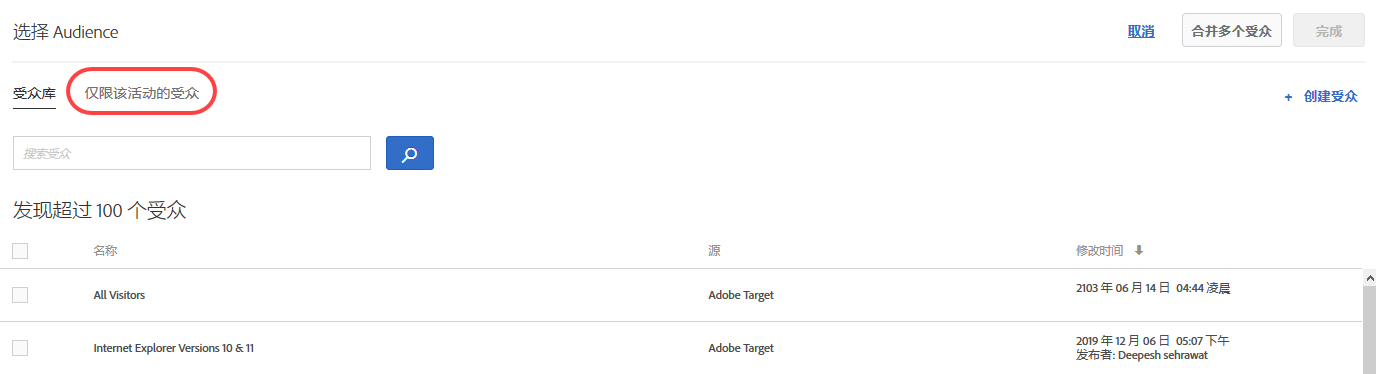 选择 Audience
取消
合并多个受众
完成
受众库
仅限该活动的受众
+ 创建受众
搜索受众
发现超过 100 个受众
名称
源
修改时间
All Visitors
Adobe Target
2103 年 06 月 14 日 04:44 凌晨
Internet Explorer Versions 10 & 11
Adobe Target
2019 年 12 月 06 日 05:07 下午
发布者: Deepesh sehrawat